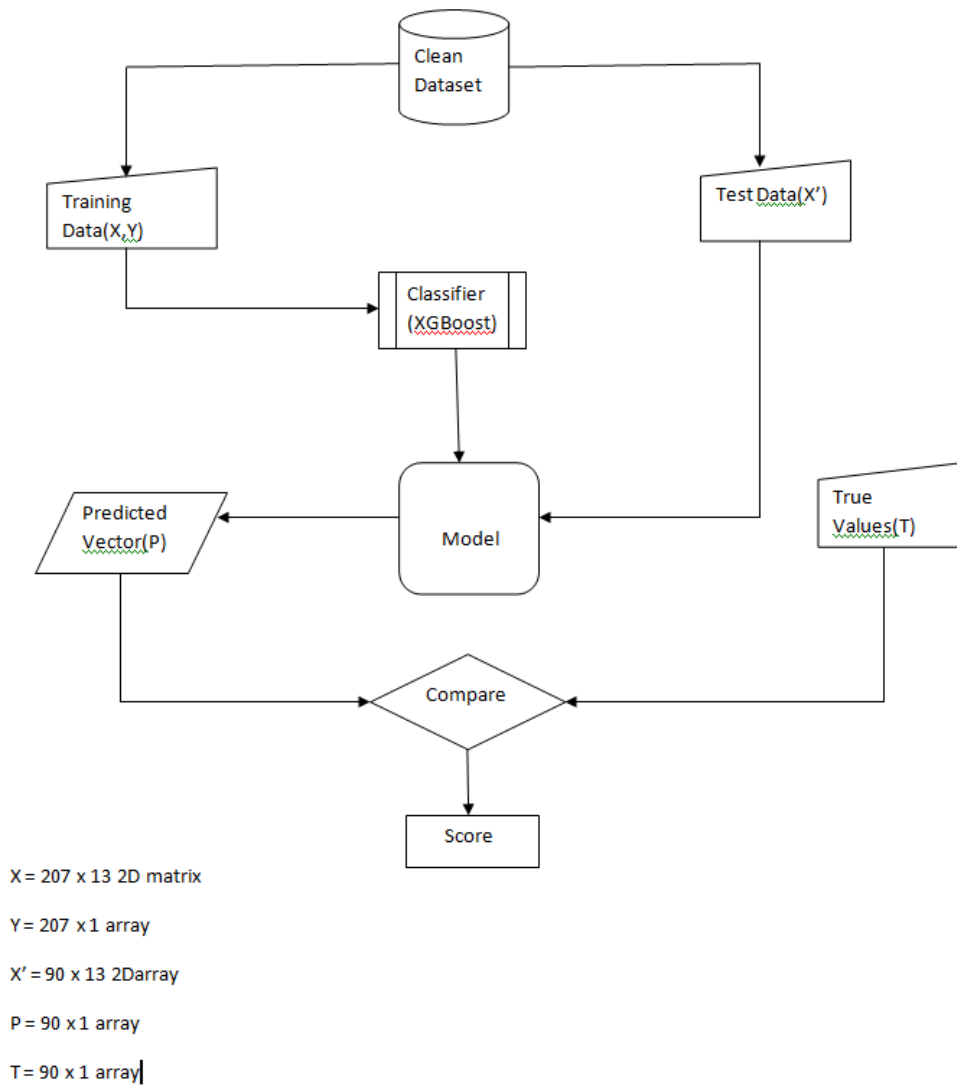 Clean
Dataset
Training
Data(X,Y)
Test Data(X’)
Classifier
(XGBoost)
Predicted
Vector(P)
Model
True
Values(T)
Compare
Score
X = 207 x 13 2D matrix
Y = 207 x 1 array
X’ = 90 x 13 2Darray
P = 90 x 1 array
T = 90 x 1 array